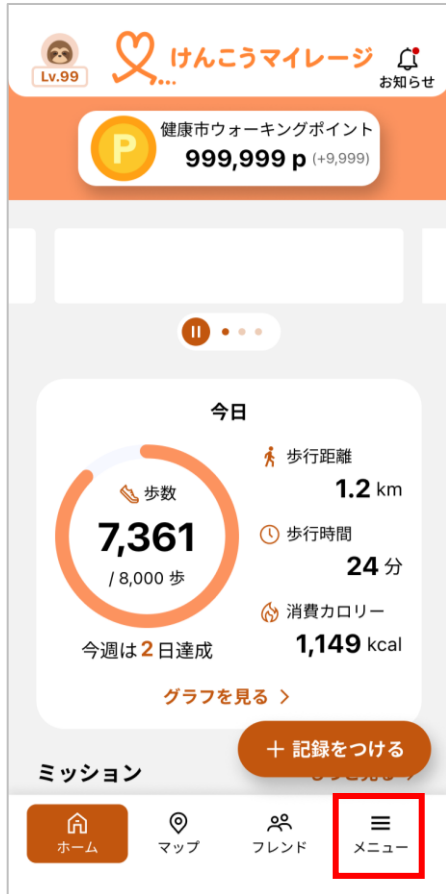 Lv.99
けんこうマイレージ
お知らせ
P
健康市ウォーキングポイント
999,999 p (+9,999)
今日
歩数
7,361
/ 8,000 歩
今週は2日達成
歩行距離
1.2 km
歩行時間
24 分
消費カロリー
1,149 kcal
グラフを見る >
+ 記録をつける
ミッション
ホーム
マップ
フレンド
メニュー